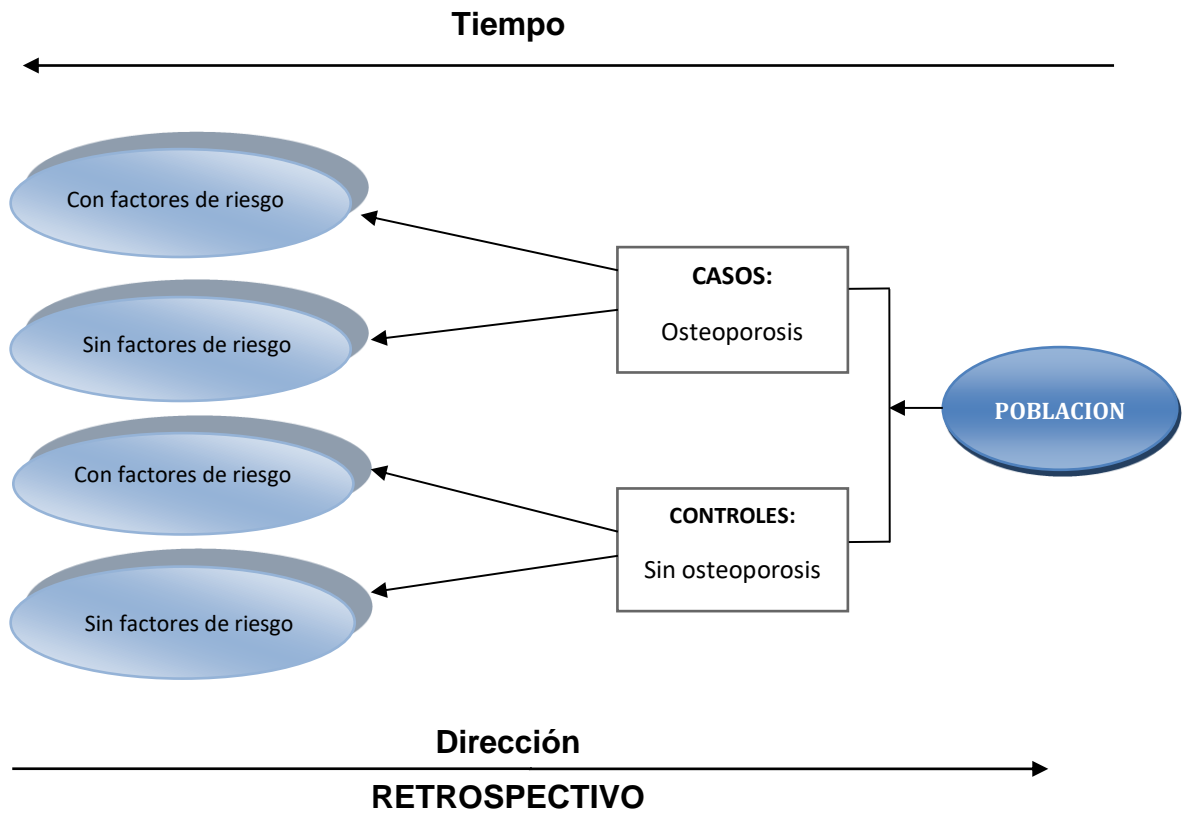 Tiempo
Con factores de riesgo
Sin factores de riesgo
Con factores de riesgo
Sin factores de riesgo
CASOS:
Osteoporosis
CONTROLES:
Sin osteoporosis
POBLACION
Dirección
RETROSPECTIVO